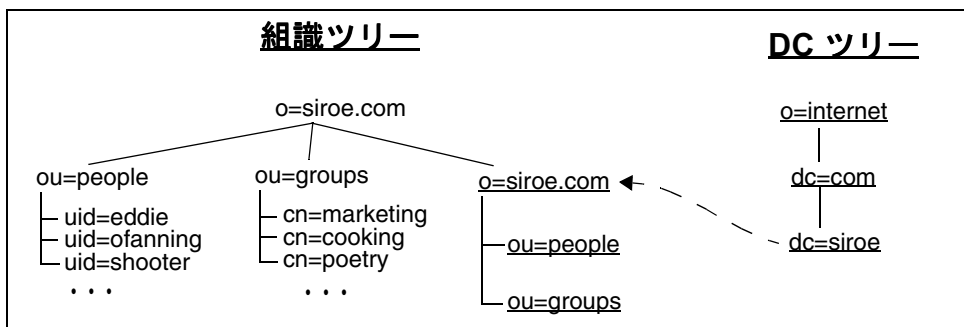 組織ツリー
DC ツリー
o=siroe.com
o=internet
ou=people
ou=groups
o=siroe.com
dc=com
uid=eddie
uid=ofanning
uid=shooter
. . .
cn=marketing
cn=cooking
cn=poetry
. . .
ou=people
ou=groups
dc=siroe